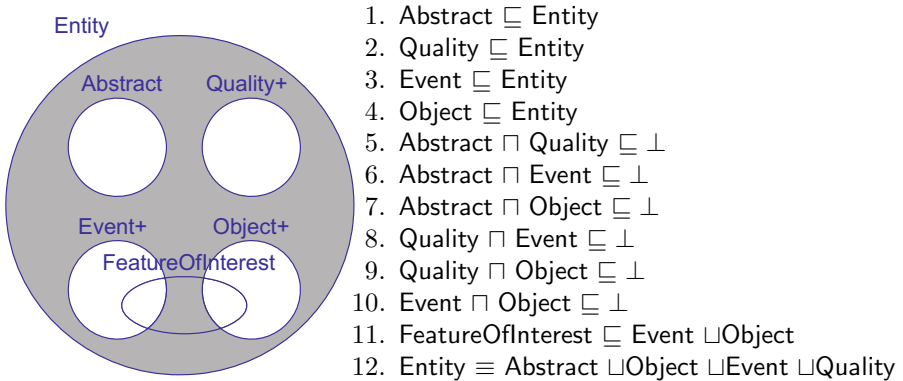 Entity
Abstract
Quality+
Event+
Object+
FeatureOfInterest
1. Abstract ⊑ Entity
2. Quality ⊑ Entity
3. Event ⊑ Entity
4. Object ⊑ Entity
5. Abstract ⊓ Quality ⊑ ⊥
6. Abstract ⊓ Event ⊑ ⊥
7. Abstract ⊓ Object ⊑ ⊥
8. Quality ⊓ Event ⊑ ⊥
9. Quality ⊓ Object ⊑ ⊥
10. Event ⊓ Object ⊑ ⊥
11. FeatureOfInterest ⊑ Event ⊔Object
12. Entity ≡ Abstract ⊔Object ⊔Event ⊔Quality